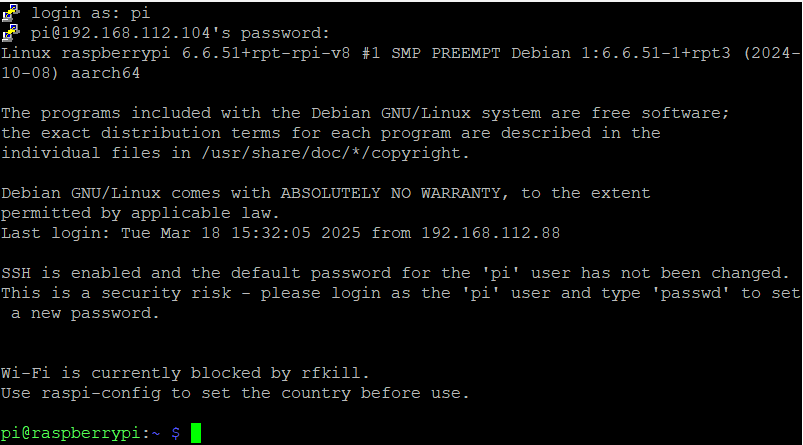 login as: pi
pi@192.168.112.104's password:
Linux raspberrypi 6.6.51+rpt-rpi-v8 #1 SMP PREEMPT Debian 1:6.6.51-1+rpt3 (2024-
10-08) aarch64
The programs included with the Debian GNU/Linux system are free software;
the exact distribution terms for each program are described in the
individual files in /usr/share/doc/*/copyright.
Debian GNU/Linux comes with ABSOLUTELY NO WARRANTY, to the extent
permitted by applicable law.
Last login: Tue Mar 18 15:32:05 2025 from 192.168.112.88
SSH is enabled and the default password for the 'pi' user has not been changed.
This is a security risk - please login as the 'pi' user and type 'passwd' to set
 a new password.
Wi-Fi is currently blocked by rfkill.
Use raspi-config to set the country before use.
pi@raspberrypi:~ $